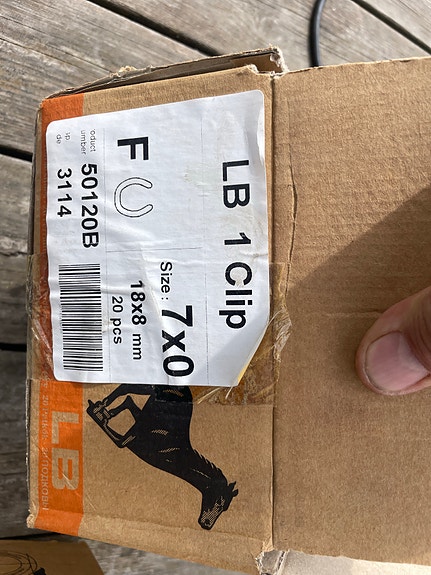 LB 1 Clip
F
Size: 7x0
18x8 mm
20 pcs
50120B
3114
LB